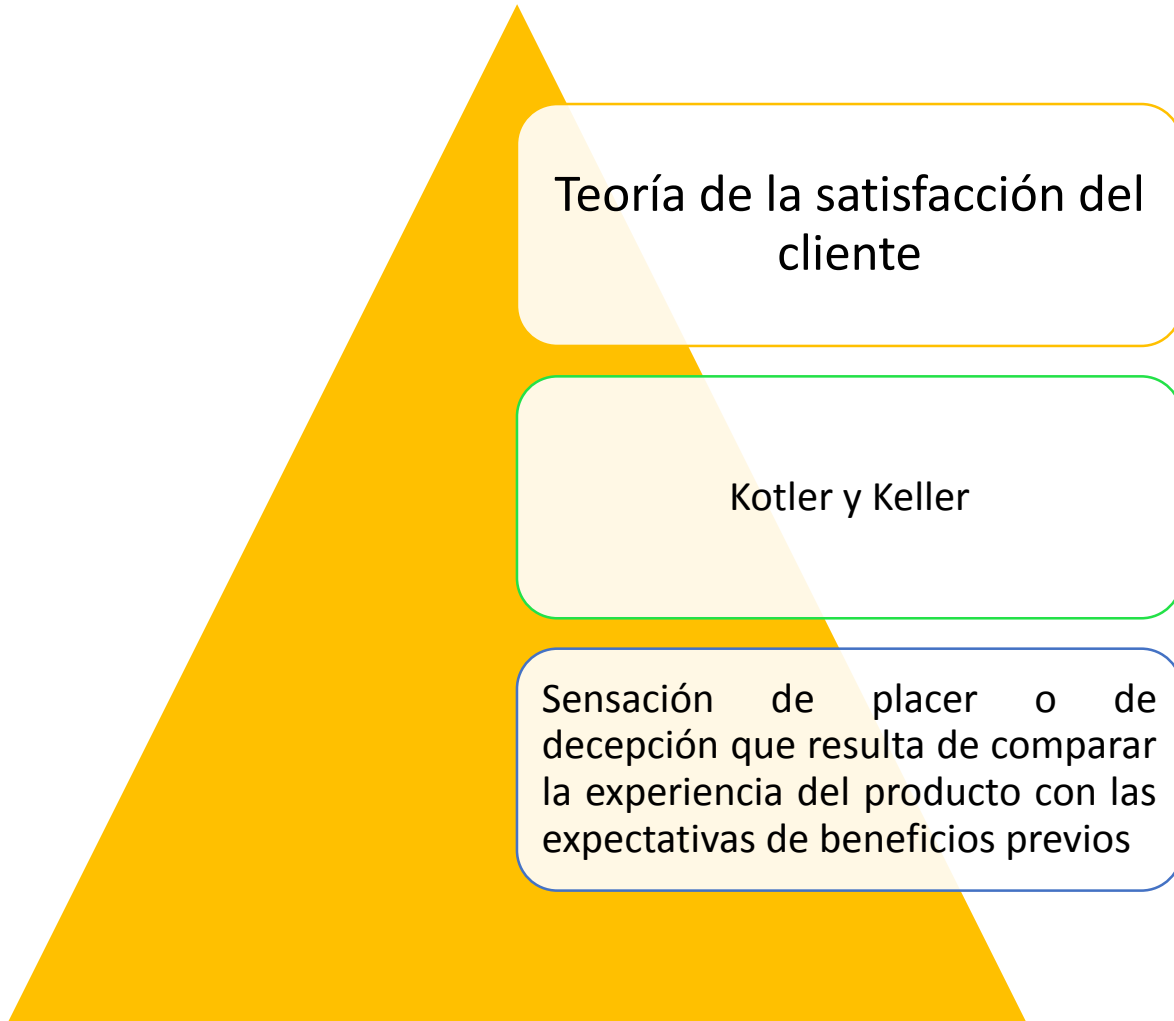 Teoría de la satisfacción del
cliente
Kotler y Keller
Sensación de placer o de
decepción que resulta de comparar
la experiencia del producto con las
expectativas de beneficios previos